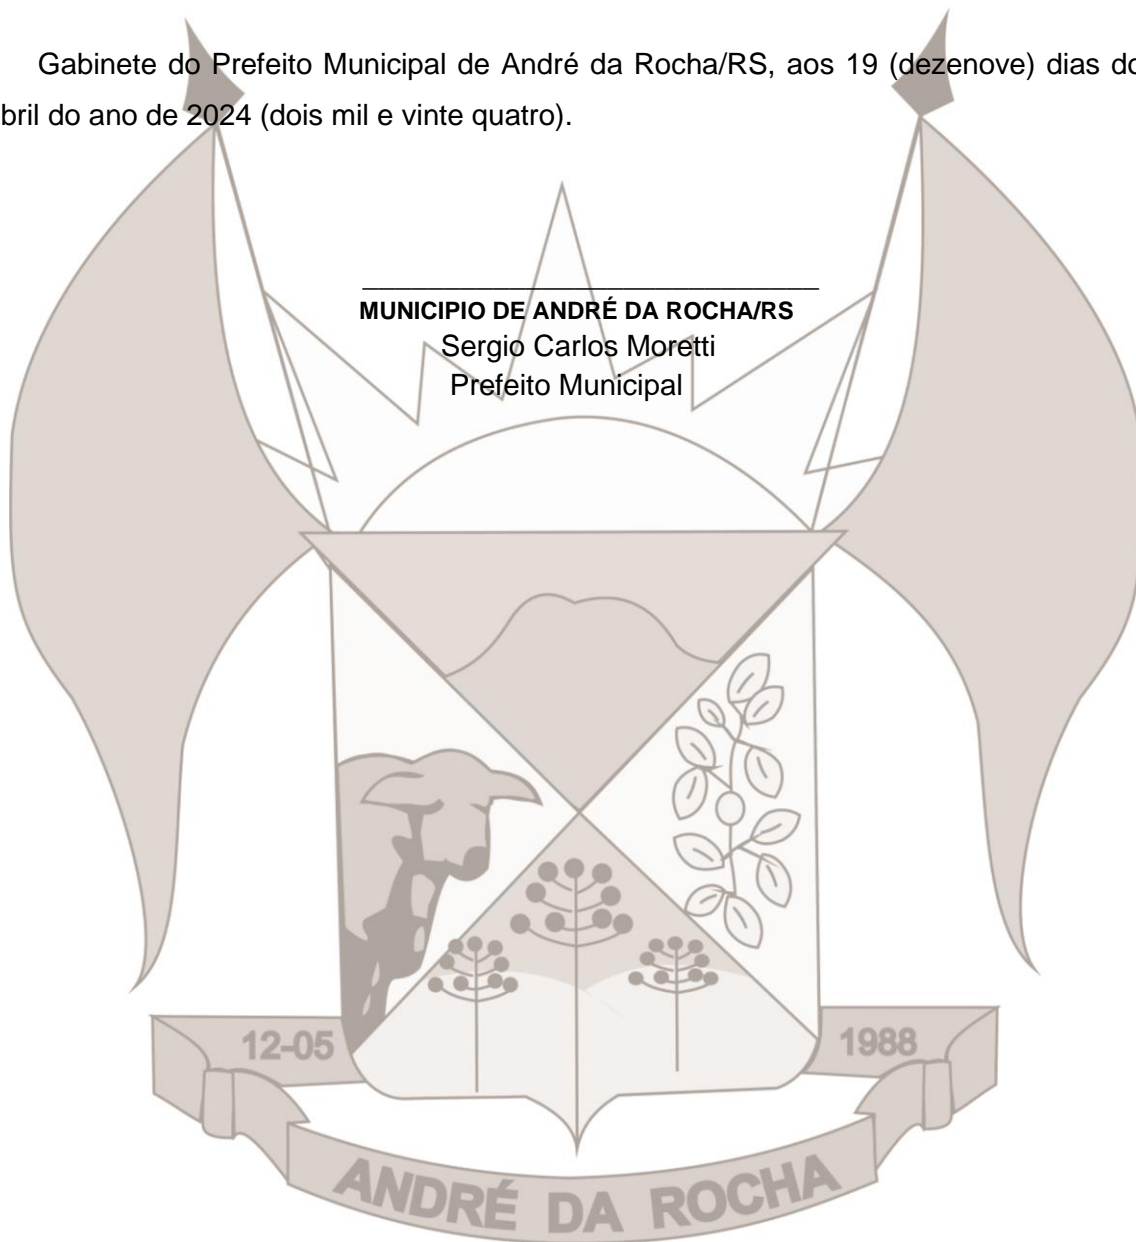 Gabinete do Prefeito Municipal de André da Rocha/RS, aos 19 (dezenove) dias do
bril do ano de 2024 (dois mil e vinte quatro).
MUNICIPIO DE ANDRÉ DA ROCHA/RS
Sergio Carlos Moretti
Prefeito Municipal
12-05 1988
ANDRÉ DA ROCHA